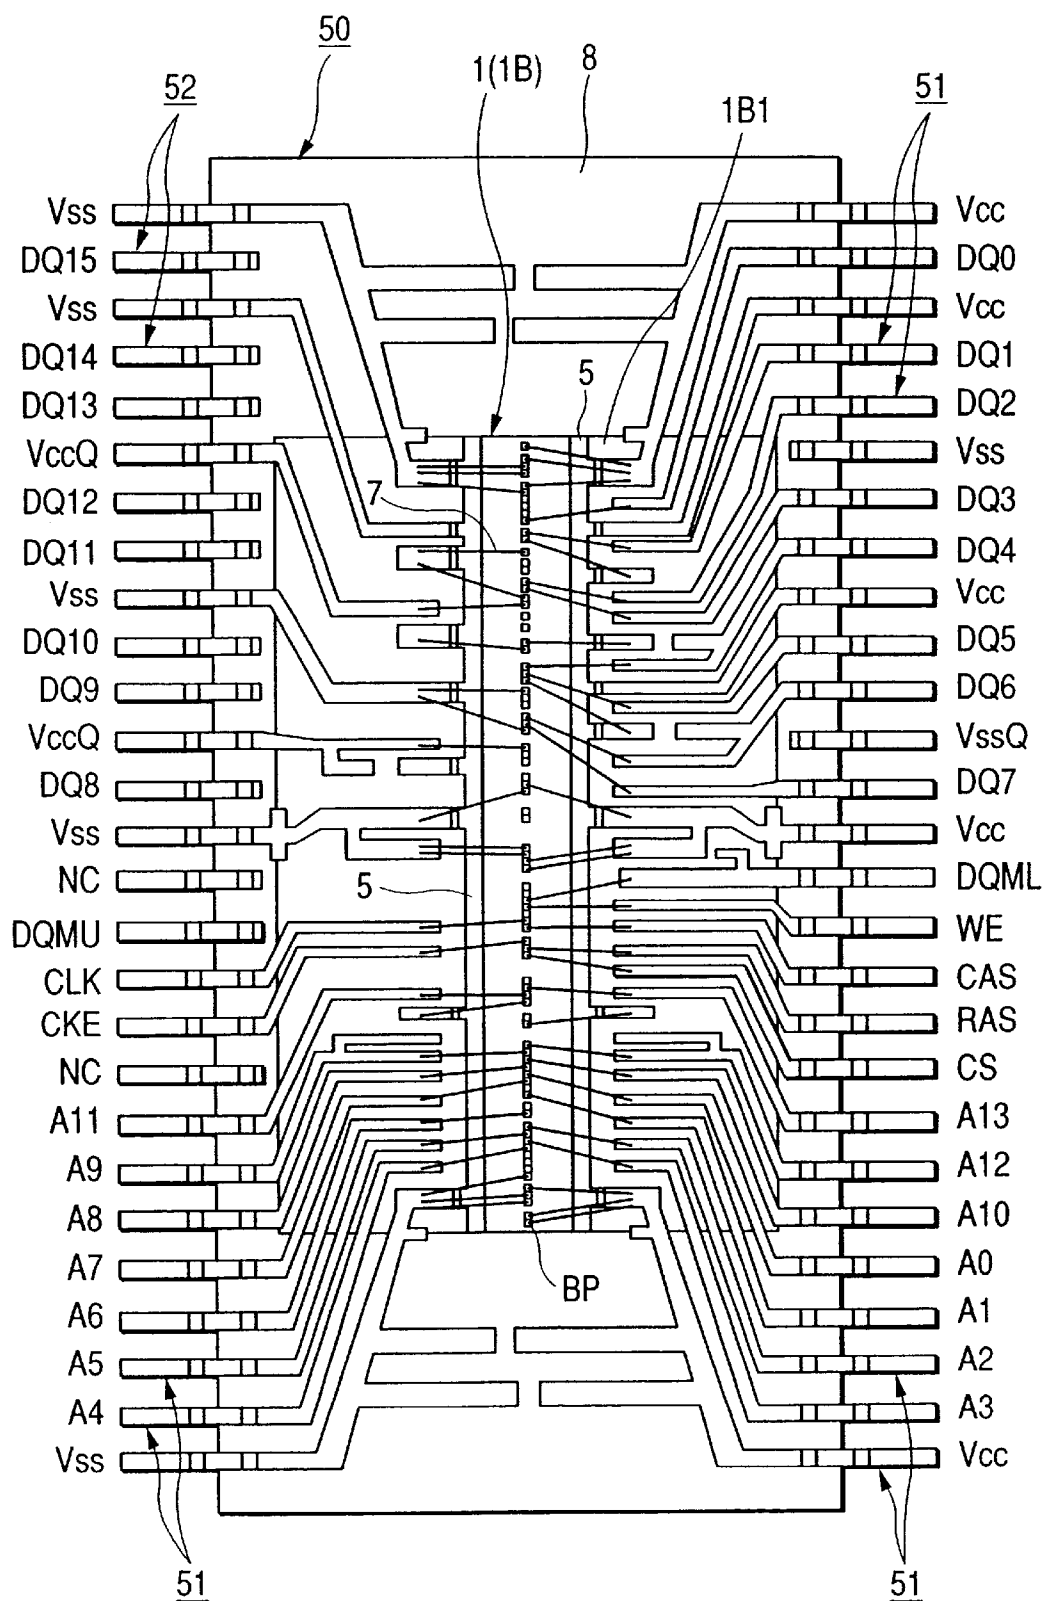 50
1(1B)
8
52
51
1B1
Vss
DQ15
Vss
DQ14
DQ13
VccQ
DQ12
DQ11
Vss
DQ10
DQ9
VccQ
DQ8
Vss
NC
DQMU
CLK
CKE
NC
A11
A9
A8
A7
A6
A5
A4
Vss
5
7
5
BP
Vcc
DQ0
Vcc
DQ1
DQ2
Vss
DQ3
DQ4
Vcc
DQ5
DQ6
VssQ
DQ7
Vcc
DQML
WE
CAS
RAS
CS
A13
A12
A10
A0
A1
A2
A3
Vcc
51
51